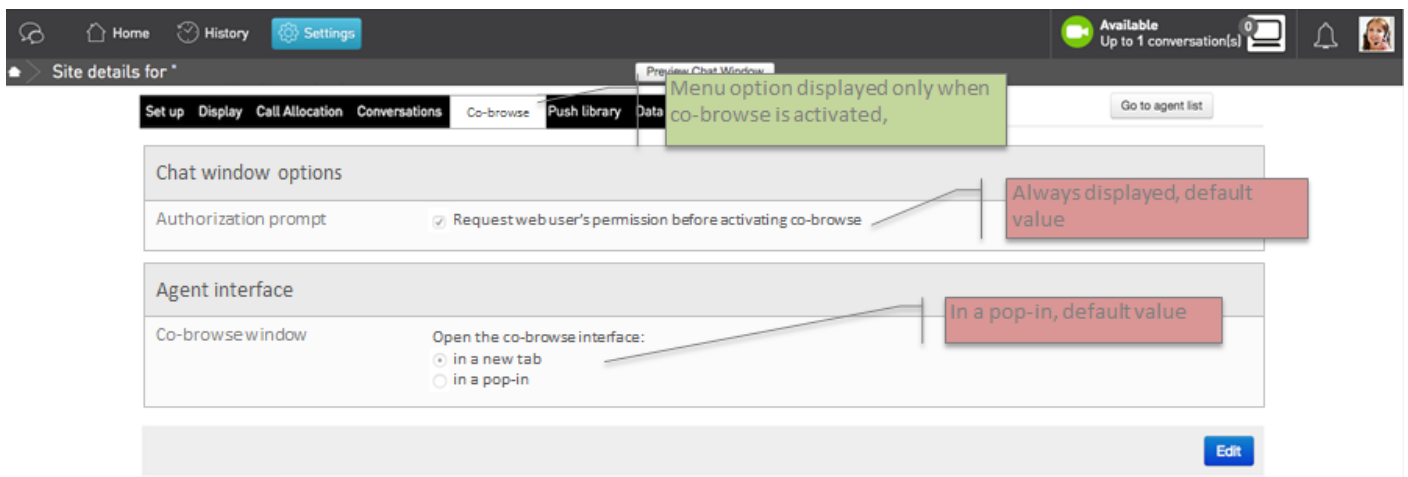 Home History Settings
Available
Up to 1 conversation(s)
0
Site details for *
Preview Chat Window
Set up Display Call Allocation Conversations Co-browse Push library Data
Menu option displayed only when
co-browse is activated,
Go to agent list
Chat window options
Authorization prompt
Request web user's permission before activating co-browse
Always displayed, default
value
Agent interface
Co-browse window
Open the co-browse interface:
in a new tab
in a pop-in
In a pop-in, default value
Edit